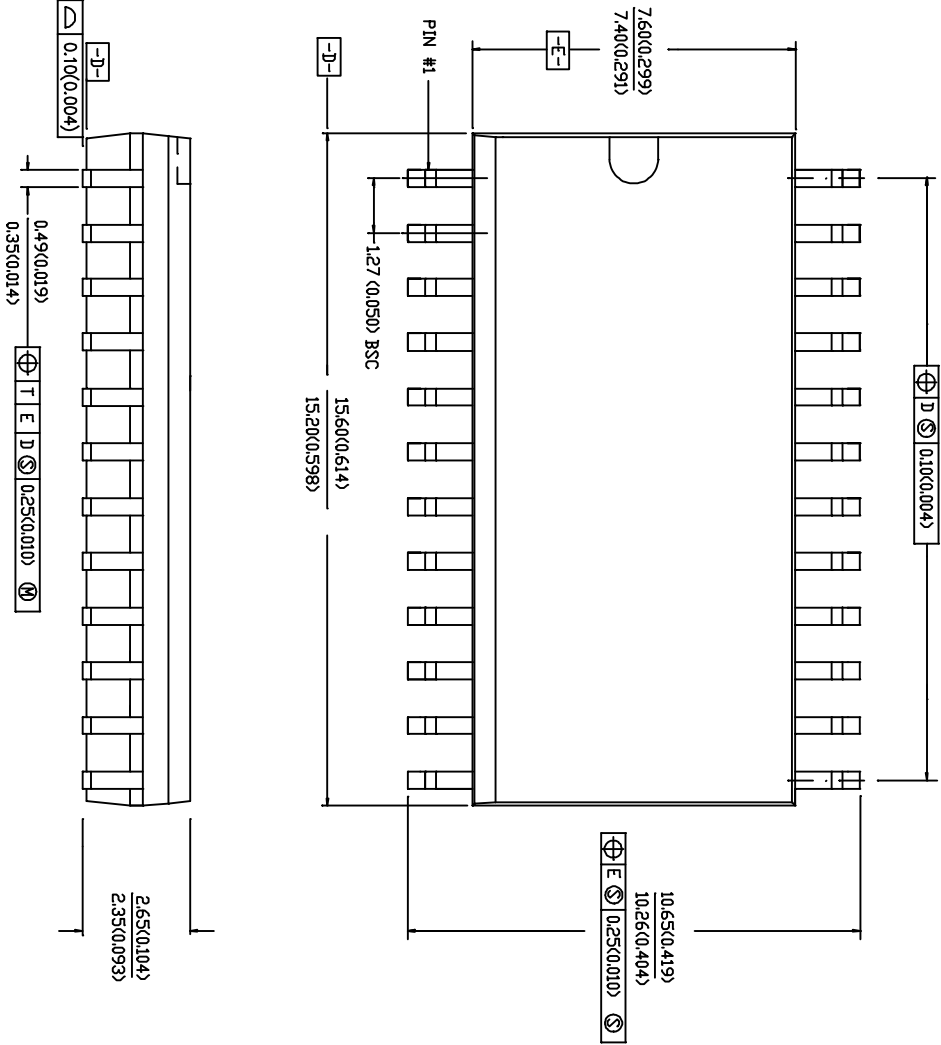 7.60(0.299)
7.40(0.291)
-E-
PIN #1
-D-
1.27 (0.050) BSC
15.60(0.614)
15.20(0.598)
⌖ D Ⓢ 0.10(0.004)
10.65(0.419)
10.26(0.404)
⌖ E Ⓢ 0.25(0.010) Ⓢ
0.10(0.004)
-D-
0.49(0.019)
0.35(0.014)
⌖ T E D Ⓢ 0.25(0.010) Ⓜ
2.65(0.104)
2.35(0.093)